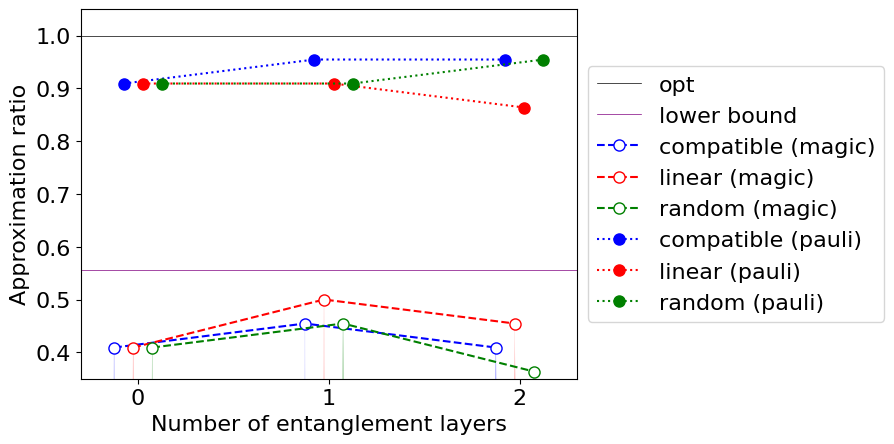 1.0
0.9
0.8
0.7
0.6
0.5
0.4
Approximation ratio
0
1
2
Number of entanglement layers
opt
lower bound
compatible (magic)
linear (magic)
random (magic)
compatible (pauli)
linear (pauli)
random (pauli)